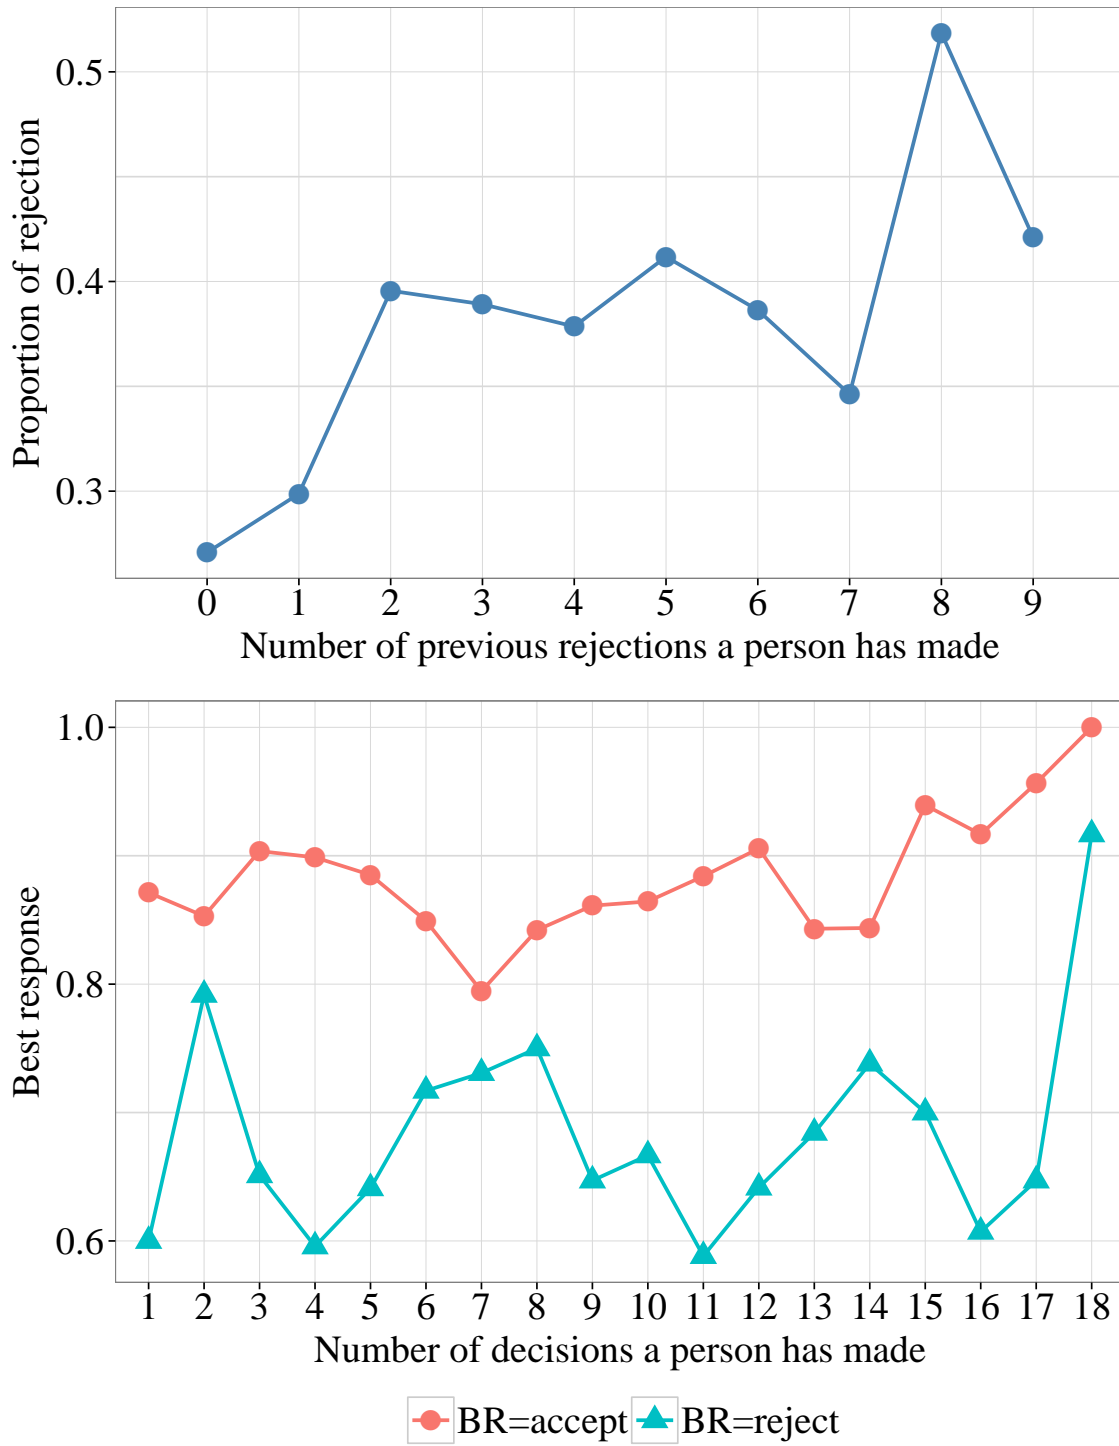 Proportion of rejection
0.5
0.4
0.3
0 1 2 3 4 5 6 7 8 9
Number of previous rejections a person has made
Best response
1.0
0.8
0.6
1 2 3 4 5 6 7 8 9 10 11 12 13 14 15 16 17 18
Number of decisions a person has made
BR=accept BR=reject